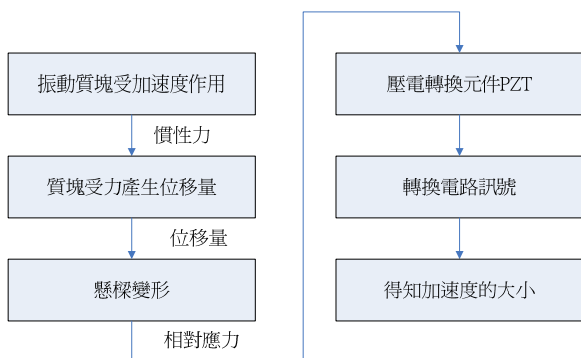 振動質塊受加速度作用
慣性力
質塊受力產生位移量
位移量
懸樑變形
相對應力
壓電轉換元件PZT
轉換電路訊號
得知加速度的大小